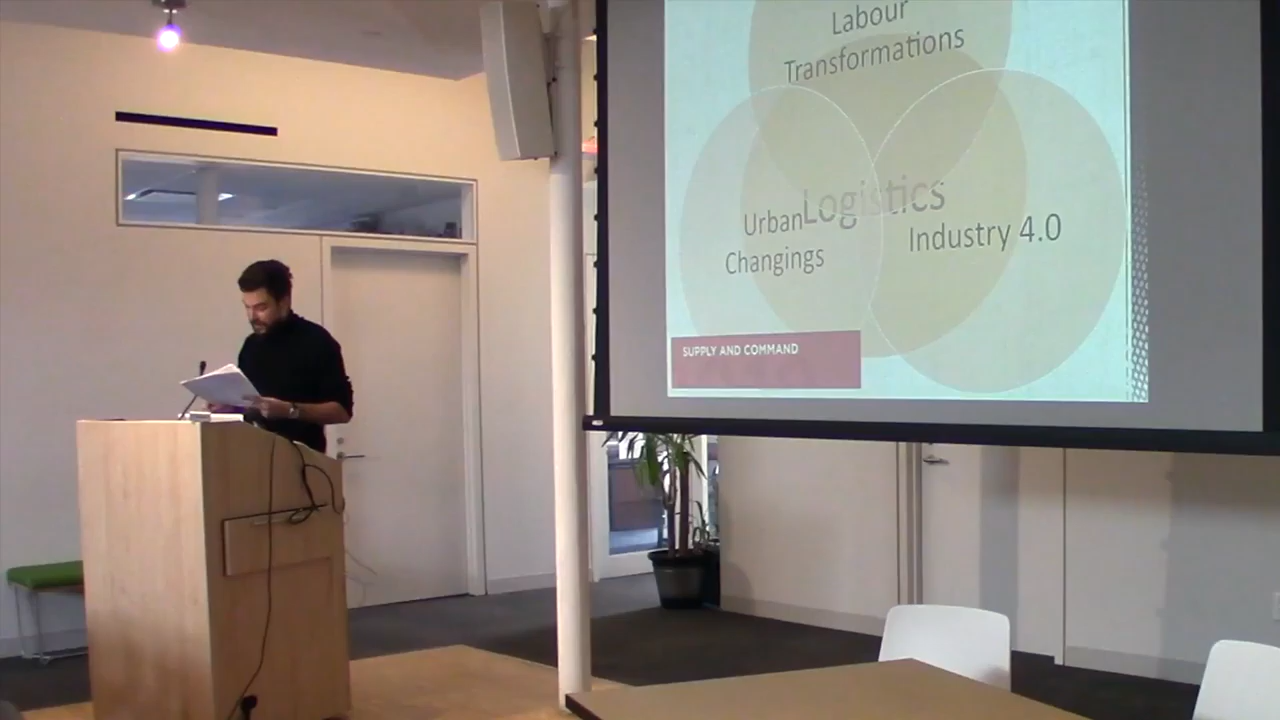 Labour
Transformations
Logistics
Urban
Changings
Industry 4.0
SUPPLY AND COMMAND